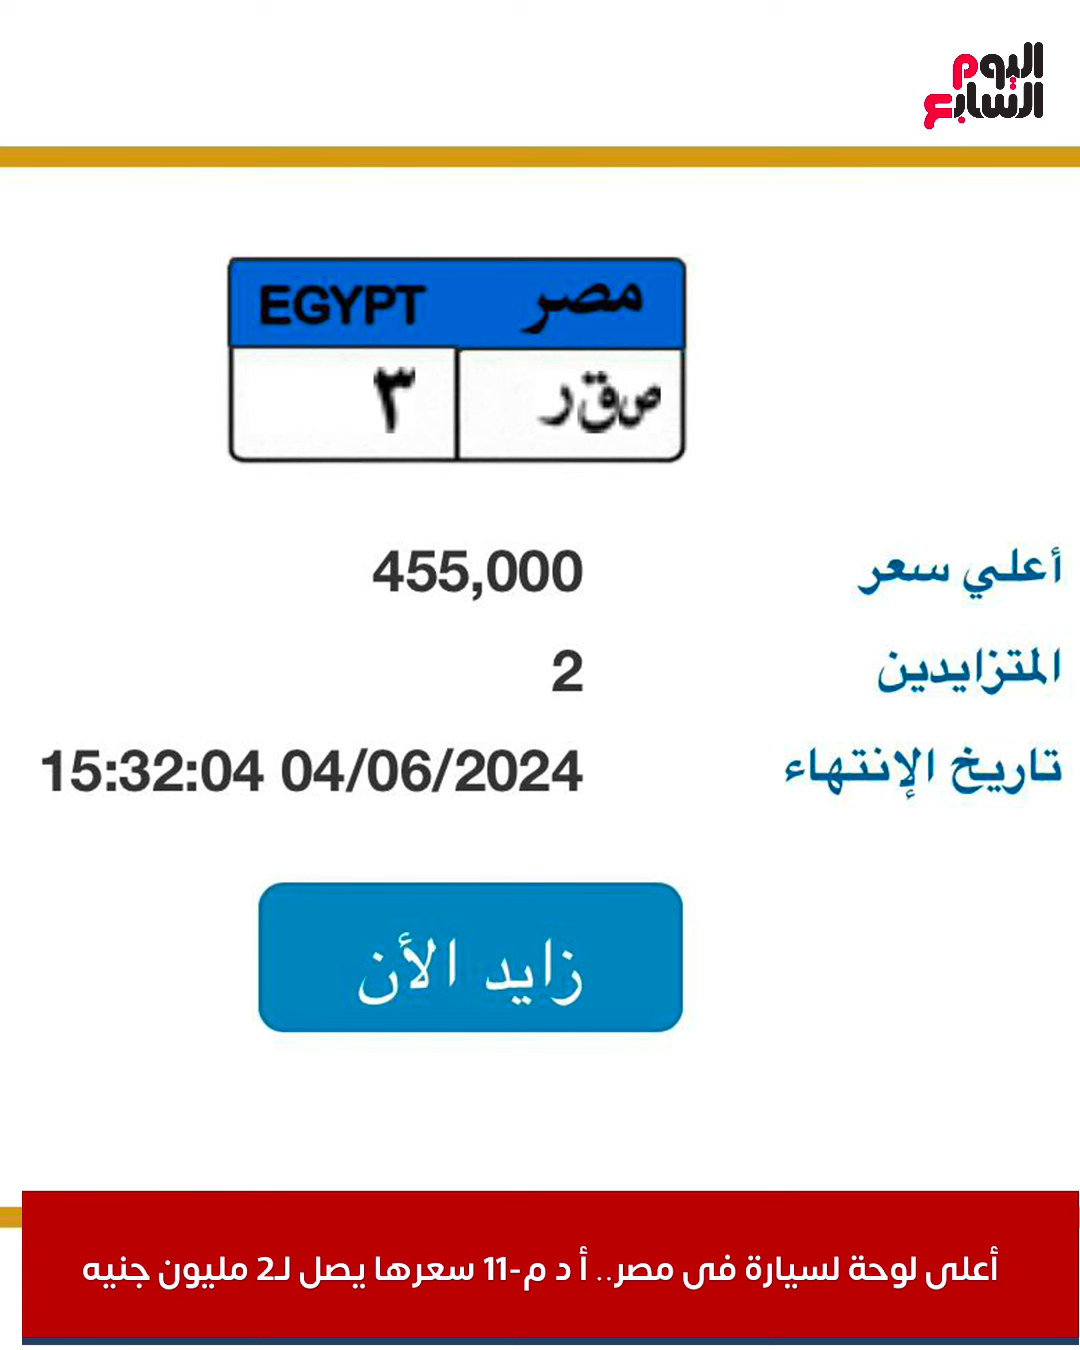 اليوم
السابع
EGYPT مصر
ص ق ر ٣
أعلي سعر 455,000
المتزايدين 2
تاريخ الإنتهاء 04/06/2024 15:32:04
زايد الأن
أعلى لوحة لسيارة فى مصر.. أ د م-11 سعرها يصل لـ2 مليون جنيه